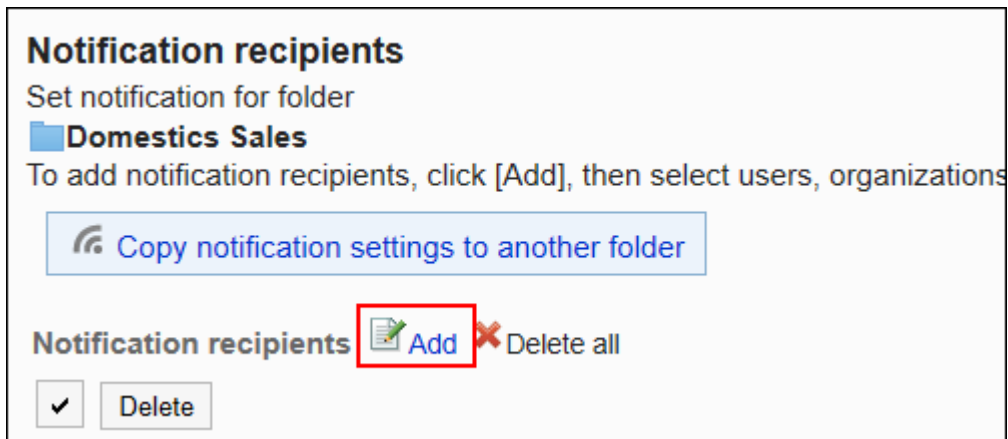 Notification recipients
Set notification for folder
Domestics Sales
To add notification recipients, click [Add], then select users, organizations
Copy notification settings to another folder
Notification recipients Add Delete all
Delete